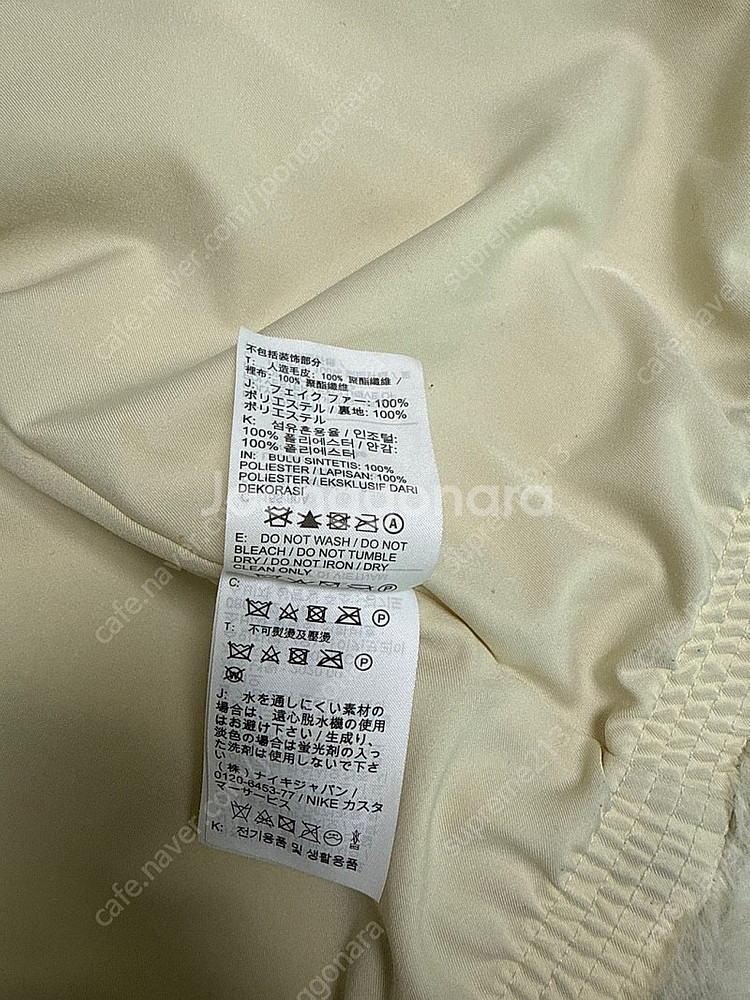 不包括装饰部分
T: 人造毛皮: 100% 聚酯纖維 /
裡布: 100% 聚酯纖維
J: フェイク ファー: 100%
ポリエステル / 裏地: 100%
ポリエステル
K: 섬유혼용율 / 인조털:
100% 폴리에스터 / 안감:
100% 폴리에스터
IN: BULU SINTETIS: 100%
POLIESTER / LAPISAN: 100%
POLIESTER / EKSKLUSIF DARI
DEKORASI
Joonggonara
A
E: DO NOT WASH / DO NOT
BLEACH / DO NOT TUMBLE
DRY / DO NOT IRON / DRY
CLEAN ONLY
C:
P
T: 不可熨燙及壓燙
P
W
J: 水を通しにくい素材の
場合は、遠心脱水機の使用
はお避け下さい / 生成り、
淡色の場合は蛍光剤の入っ
た洗剤は使用しないで下さ
い
(株) ナイキジャパン /
0120-6453-77 / NIKE カスタ
マーサービス
K: 전기용품 및 생활용품
cafe.naver.com/joonggonara
supreme213